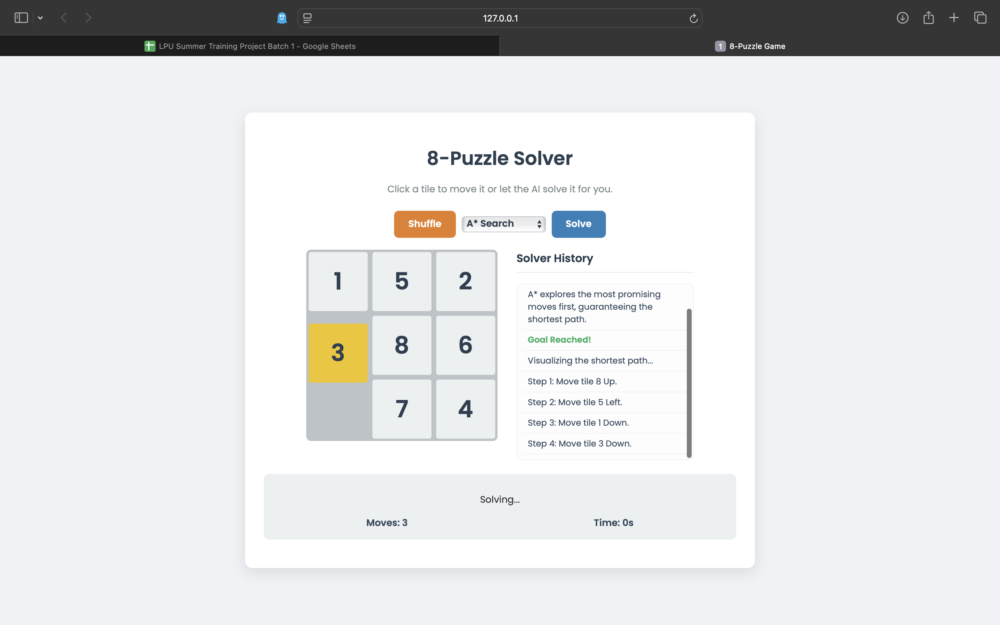 127.0.0.1
LPU Summer Training Project Batch 1 - Google Sheets
1 8-Puzzle Game
8-Puzzle Solver
Click a tile to move it or let the AI solve it for you.
Shuffle
A* Search
Solve
1 5 2
3 8 6
7 4
Solver History
A* explores the most promising
moves first, guaranteeing the
shortest path.
Goal Reached!
Visualizing the shortest path...
Step 1: Move tile 8 Up.
Step 2: Move tile 5 Left.
Step 3: Move tile 1 Down.
Step 4: Move tile 3 Down.
Solving...
Moves: 3
Time: 0s